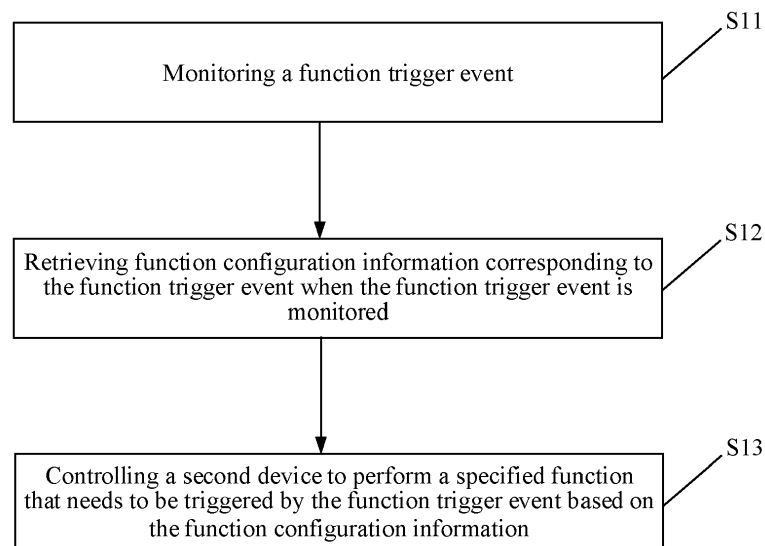 S11
Monitoring a function trigger event
S12
Retrieving function configuration information corresponding to
the function trigger event when the function trigger event is
monitored
S13
Controlling a second device to perform a specified function
that needs to be triggered by the function trigger event based on
the function configuration information